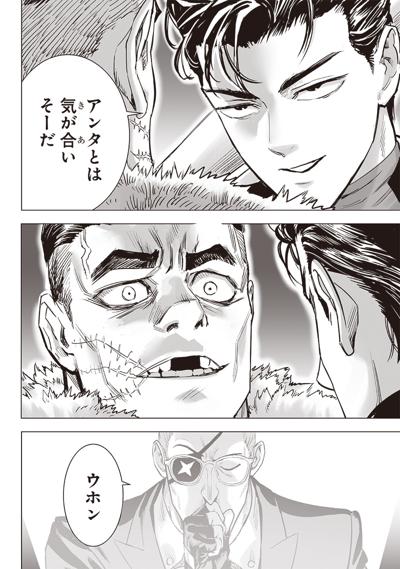 アンタとは
気が合い
そーだ
ウホン